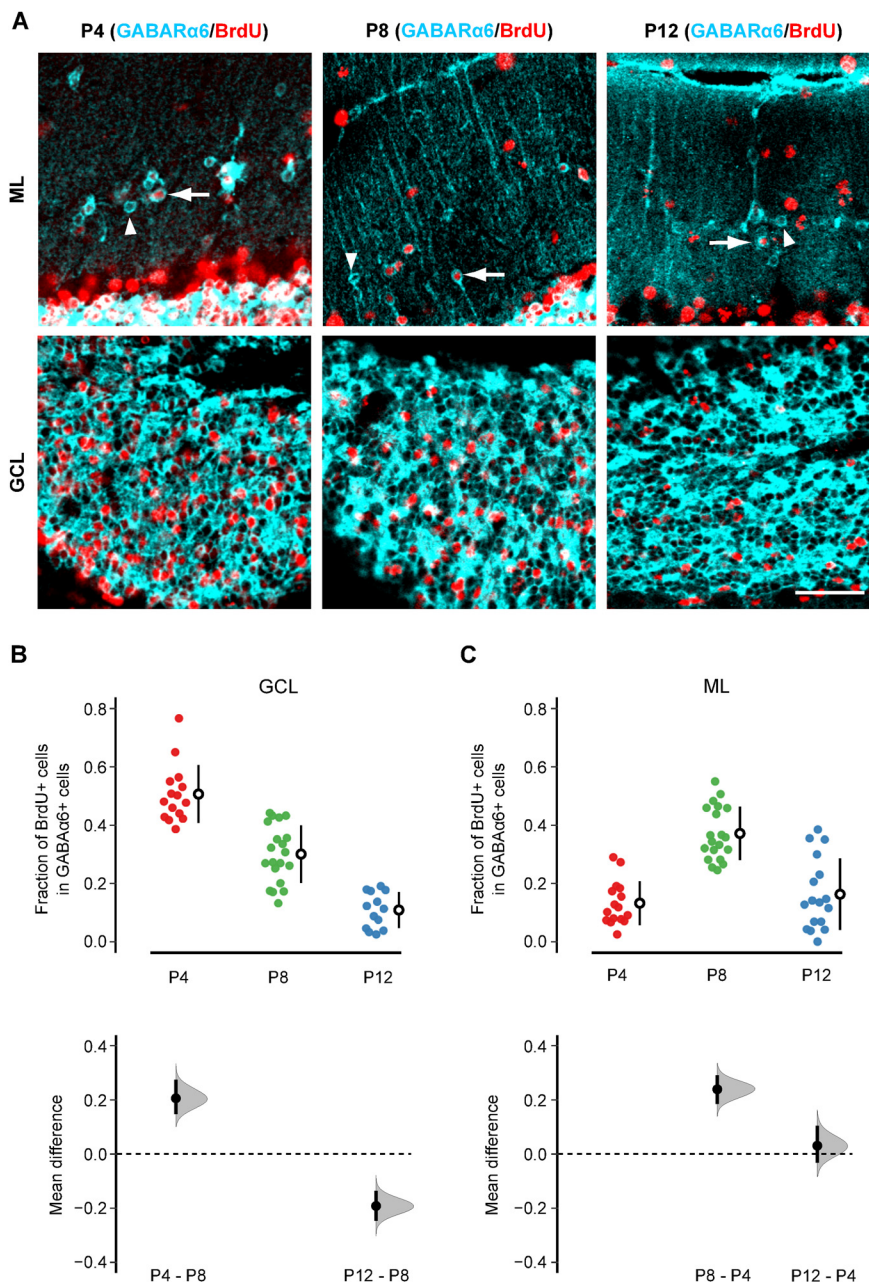 A
P4 (GABARα6/BrdU)
P8 (GABARα6/BrdU)
P12 (GABARα6/BrdU)
ML
GCL
B
GCL
Fraction of BrdU+ cells
in GABAα6+ cells
0.8
0.6
0.4
0.2
0.0
P4
P8
P12
Mean difference
0.4
0.2
0.0
−0.2
−0.4
P4 - P8
P12 - P8
C
ML
Fraction of BrdU+ cells
in GABAα6+ cells
0.8
0.6
0.4
0.2
0.0
P4
P8
P12
Mean difference
0.4
0.2
0.0
−0.2
−0.4
P8 - P4
P12 - P4